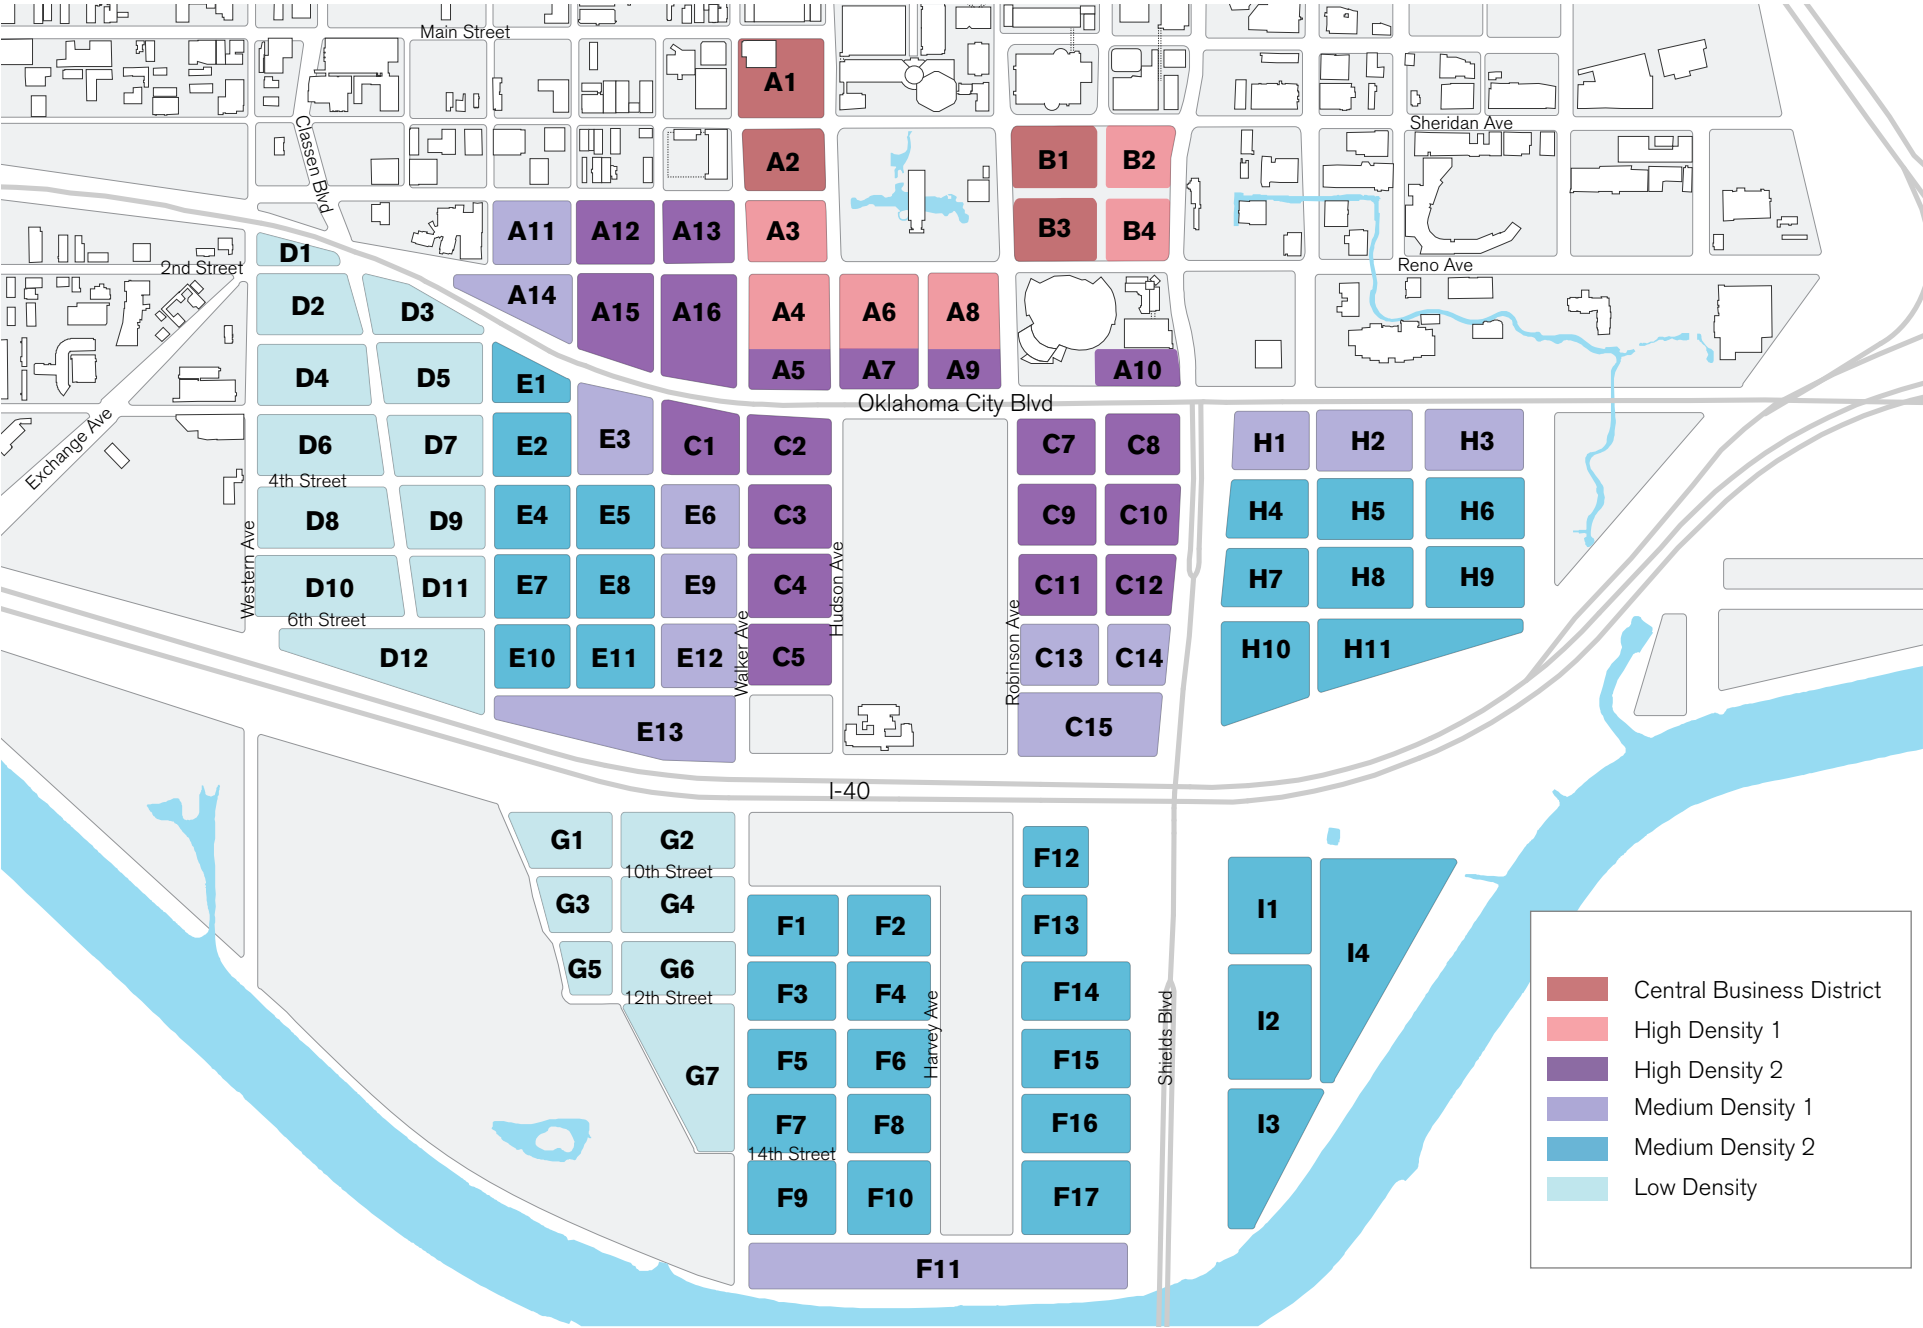 Main Street
A1
Classen Blvd
Sheridan Ave
A2
B1
B2
A11
A12
A13
A3
B3
B4
D1
2nd Street
Reno Ave
A14
D2
D3
A15
A16
A4
A6
A8
A5
A7
A9
A10
D4
D5
E1
Oklahoma City Blvd
Exchange Ave
D6
D7
E2
E3
C1
C2
C7
C8
H1
H2
H3
4th Street
D8
D9
E4
E5
E6
C3
C9
C10
H4
H5
H6
Western Ave
Hudson Ave
D10
D11
E7
E8
E9
C4
C11
C12
H7
H8
H9
6th Street
Walker Ave
Robinson Ave
D12
E10
E11
E12
C5
C13
C14
H10
H11
E13
C15
I-40
G1
G2
F12
10th Street
G3
G4
F1
F2
F13
I1
G5
G6
I4
12th Street
F3
F4
F14
Harvey Ave
Shields Blvd
I2
G7
F5
F6
F15
F7
F8
F16
I3
14th Street
F9
F10
F17
F11
Central Business District
High Density 1
High Density 2
Medium Density 1
Medium Density 2
Low Density